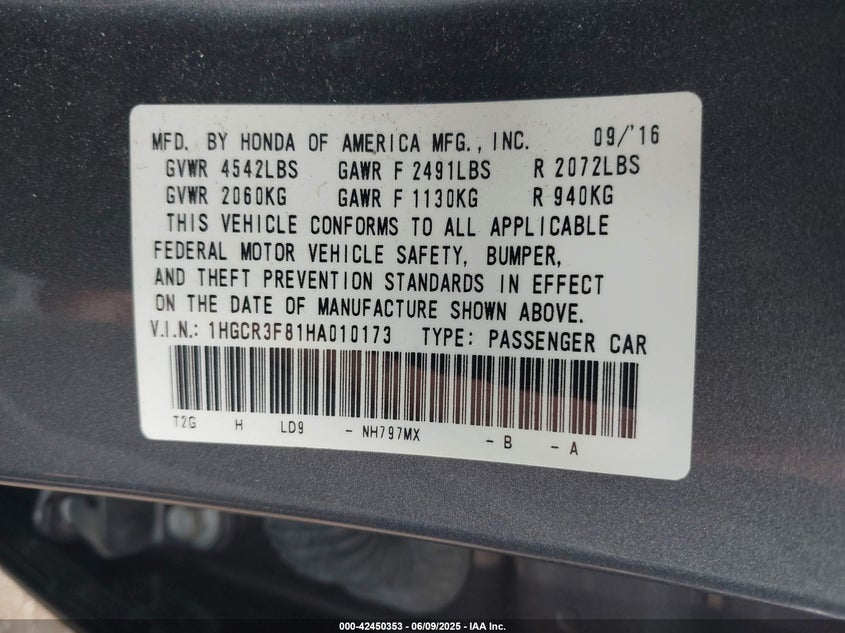 MFD. BY HONDA OF AMERICA MFG., INC. 09/'16
GVWR 4542LBS GAWR F 2491LBS R 2072LBS
GVWR 2060KG GAWR F 1130KG R 940KG
THIS VEHICLE CONFORMS TO ALL APPLICABLE
FEDERAL MOTOR VEHICLE SAFETY, BUMPER,
AND THEFT PREVENTION STANDARDS IN EFFECT
ON THE DATE OF MANUFACTURE SHOWN ABOVE.
V.I.N.: 1HGCR3F81HA010173 TYPE: PASSENGER CAR
T2G H LD9 - NH797MX - B - A
000-42450353 - 06/09/2025 - IAA Inc.